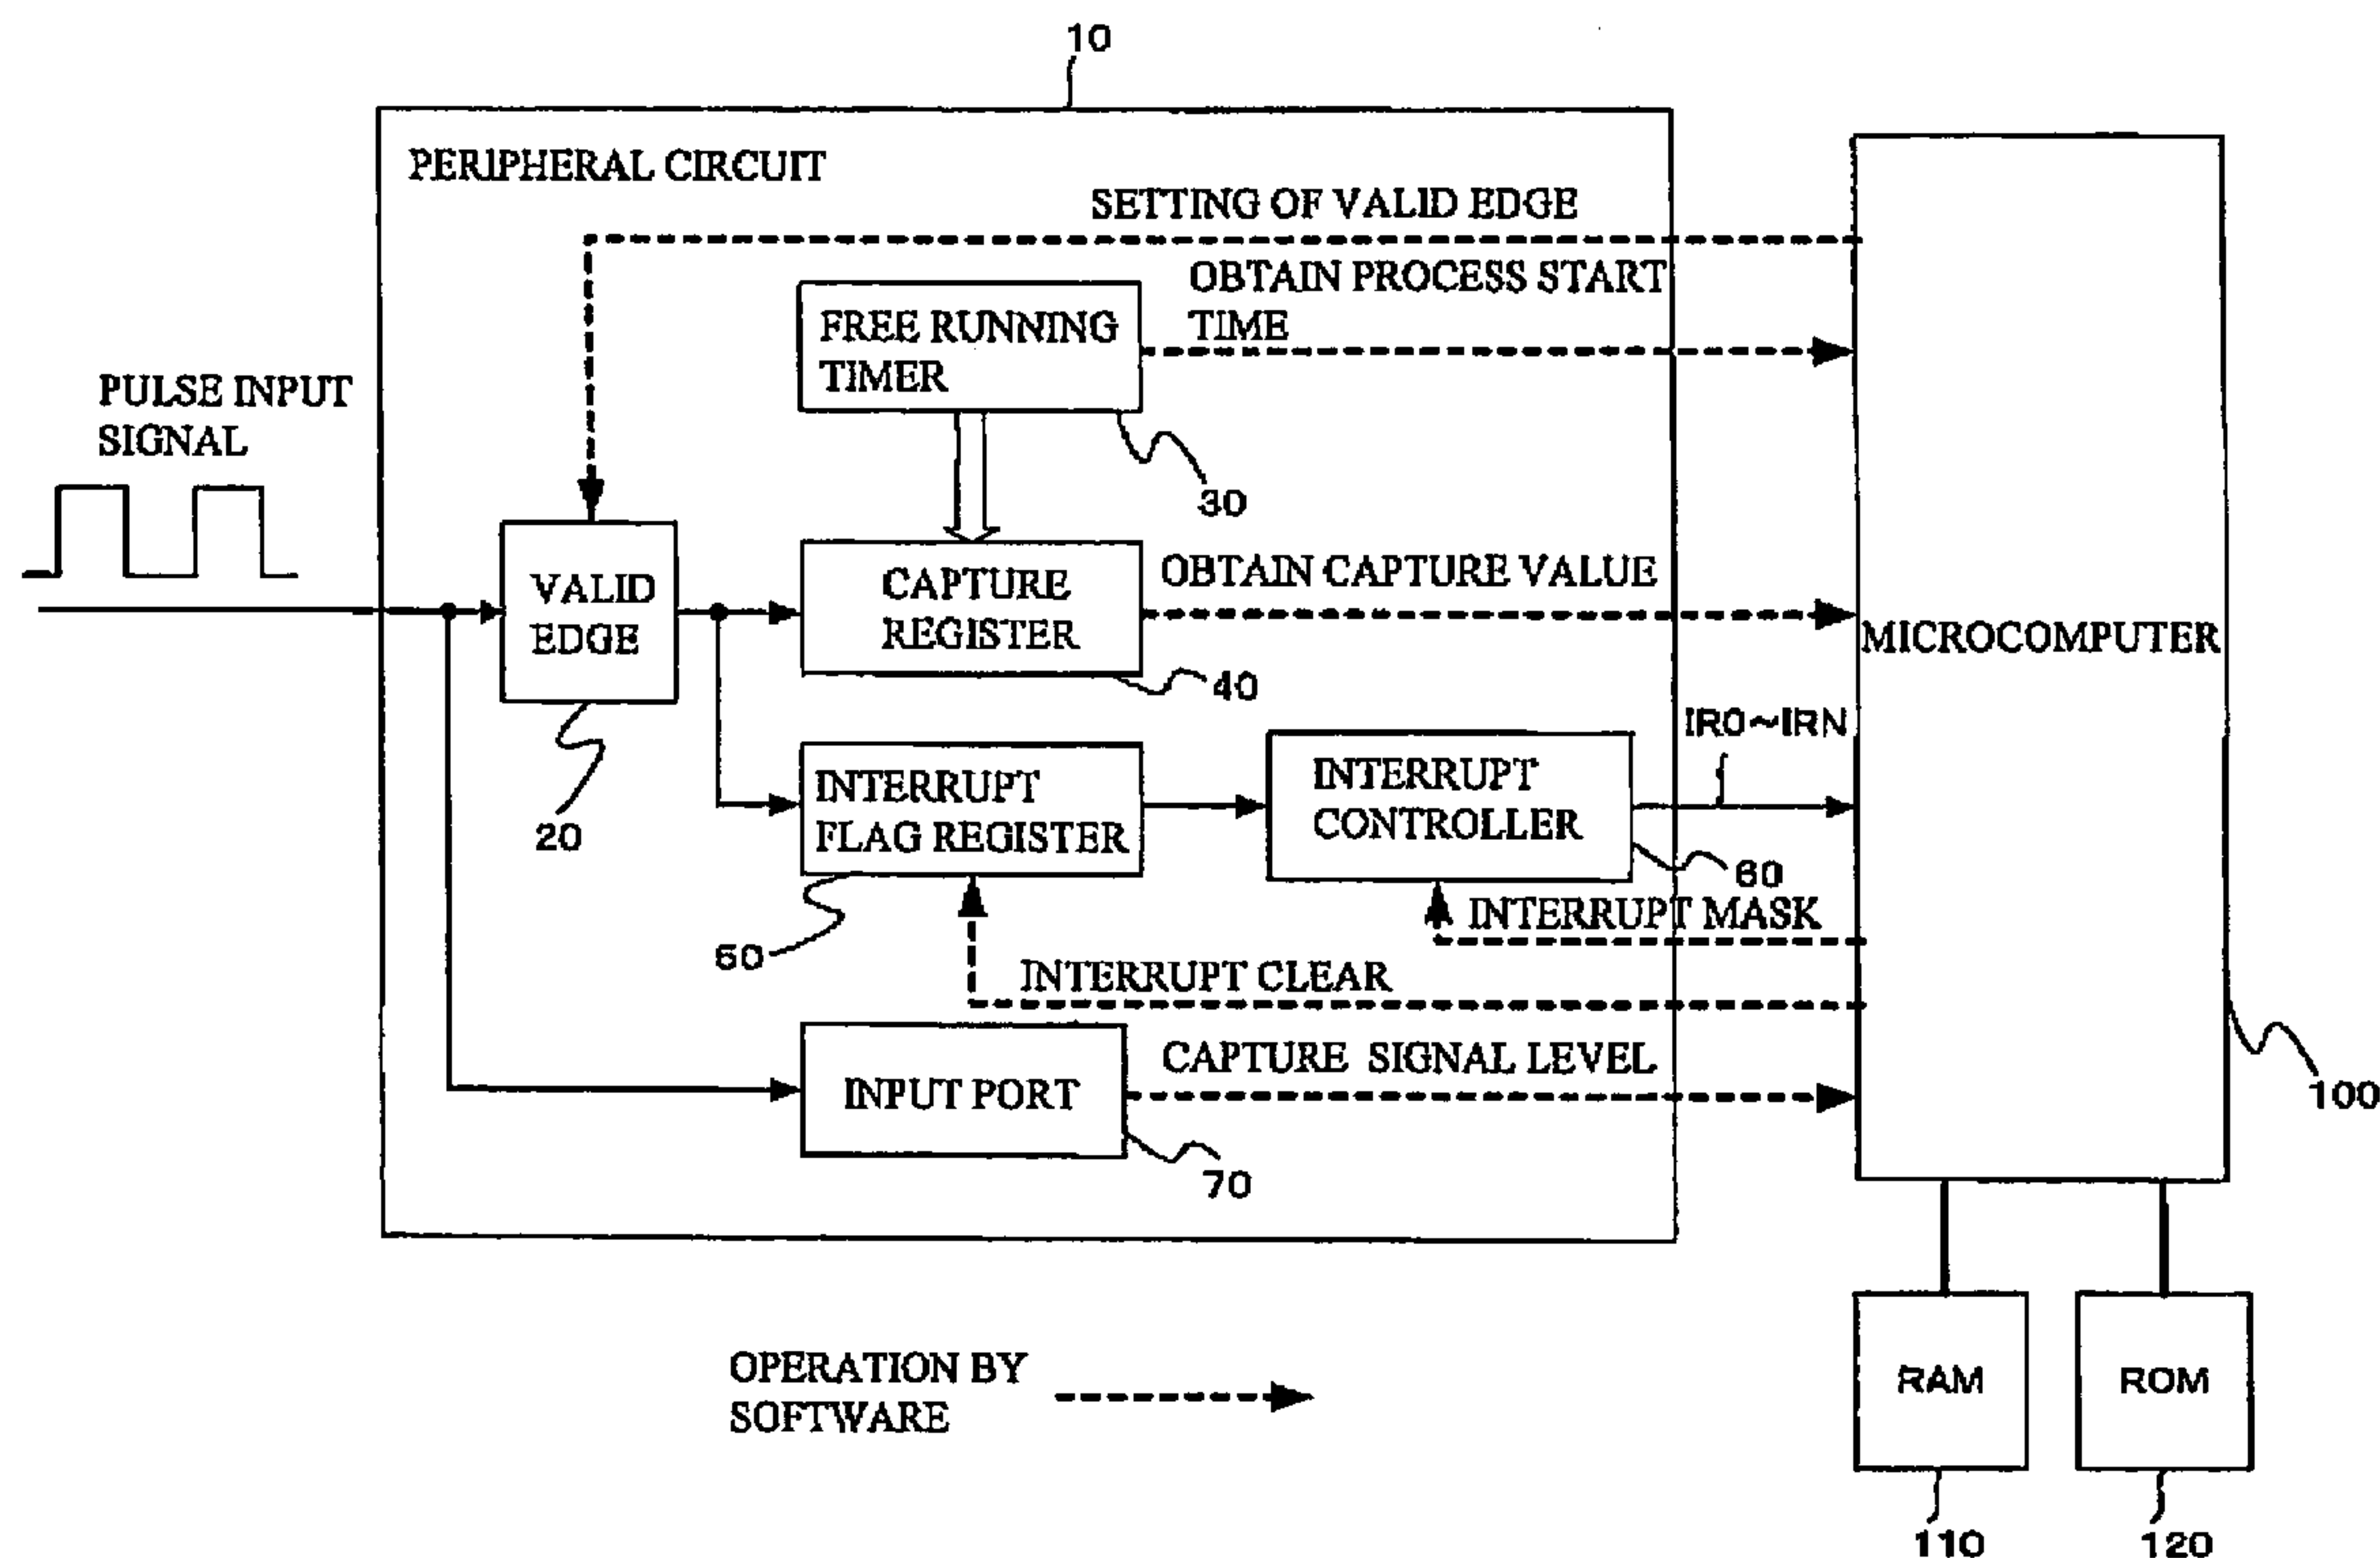 10
PERIPHERAL CIRCUIT
SETTING OF VALID EDGE
OBTAIN PROCESS START
TIME
FREE RUNNING
TIMER
30
PULSE INPUT
SIGNAL
VALID
EDGE
20
CAPTURE
REGISTER
40
OBTAIN CAPTURE VALUE
MICROCOMPUTER
IR0~IRN
INTERRUPT
FLAG REGISTER
60
INTERRUPT
CONTROLLER
60
INTERRUPT MASK
INTERRUPT CLEAR
INPUT PORT
70
CAPTURE SIGNAL LEVEL
100
OPERATION BY
SOFTWARE
RAM
ROM
110
120